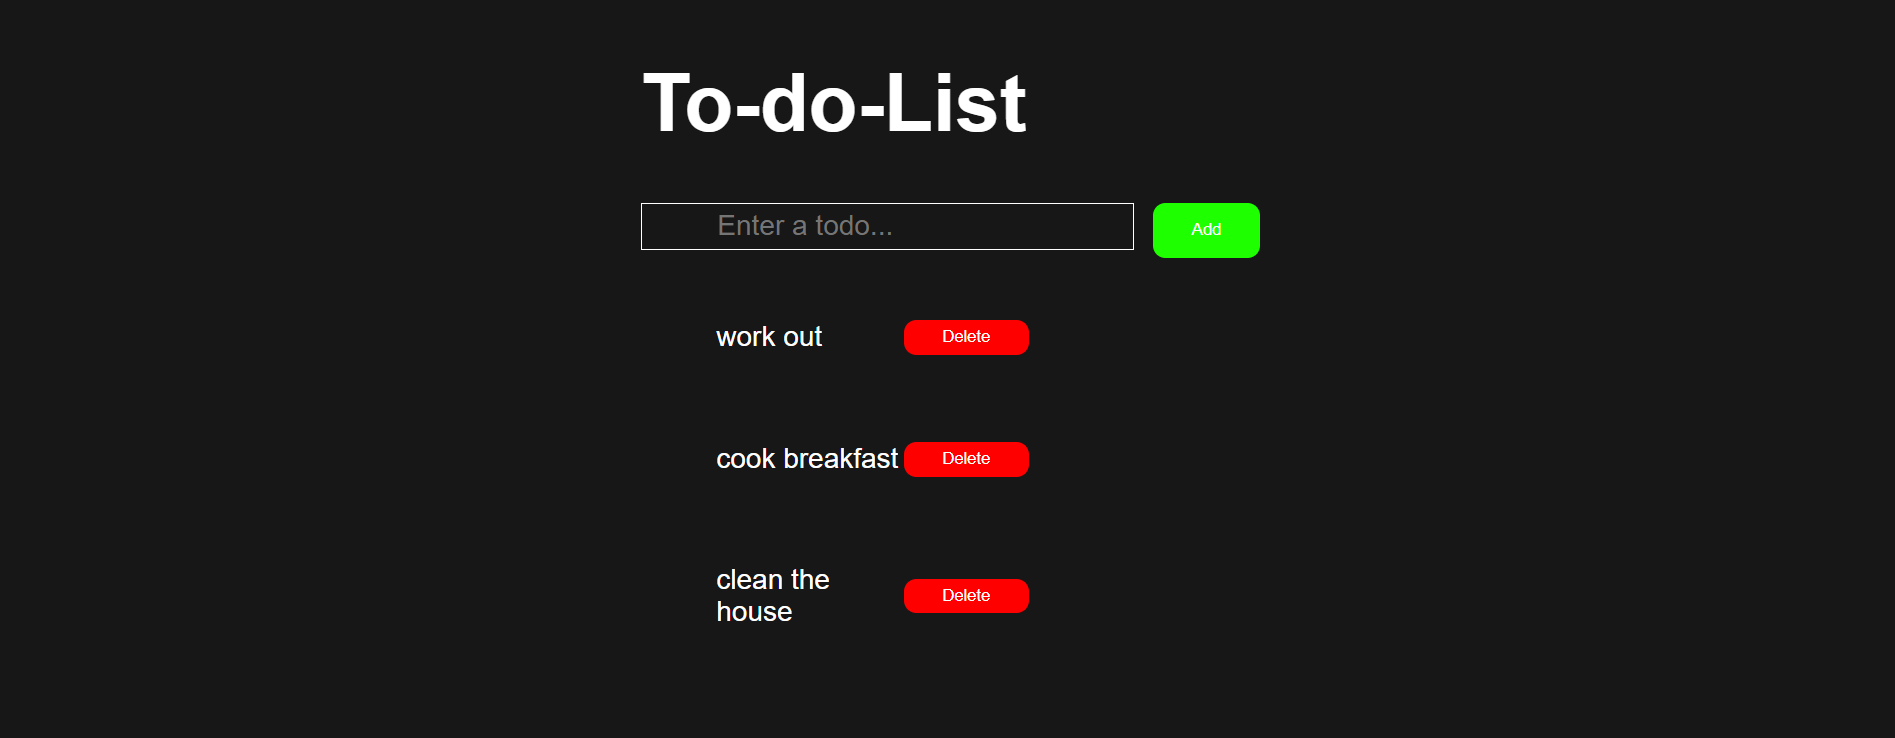 To-do-List
Enter a todo...
Add
work out
Delete
cook breakfast
Delete
clean the
house
Delete